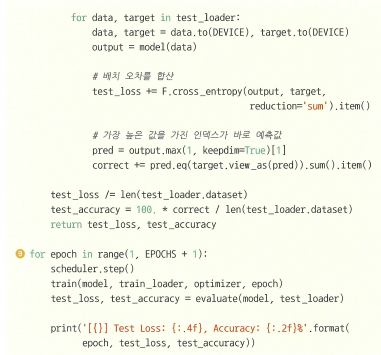 for data, target in test_loader:
data, target = data.to(DEVICE), target.to(DEVICE)
output = model(data)
# 배치 오차를 합산
test_loss += F.cross_entropy(output, target,
reduction='sum').item()
# 가장 높은 값을 가진 인덱스가 바로 예측값
pred = output.max(1, keepdim=True)[1]
correct += pred.eq(target.view_as(pred)).sum().item()
test_loss /= len(test_loader.dataset)
test_accuracy = 100. * correct / len(test_loader.dataset)
return test_loss, test_accuracy
for epoch in range(1, EPOCHS + 1):
scheduler.step()
train(model, train_loader, optimizer, epoch)
test_loss, test_accuracy = evaluate(model, test_loader)
print('[{}] Test Loss: {:.4f}, Accuracy: {:.2f}%'.format(
epoch, test_loss, test_accuracy))